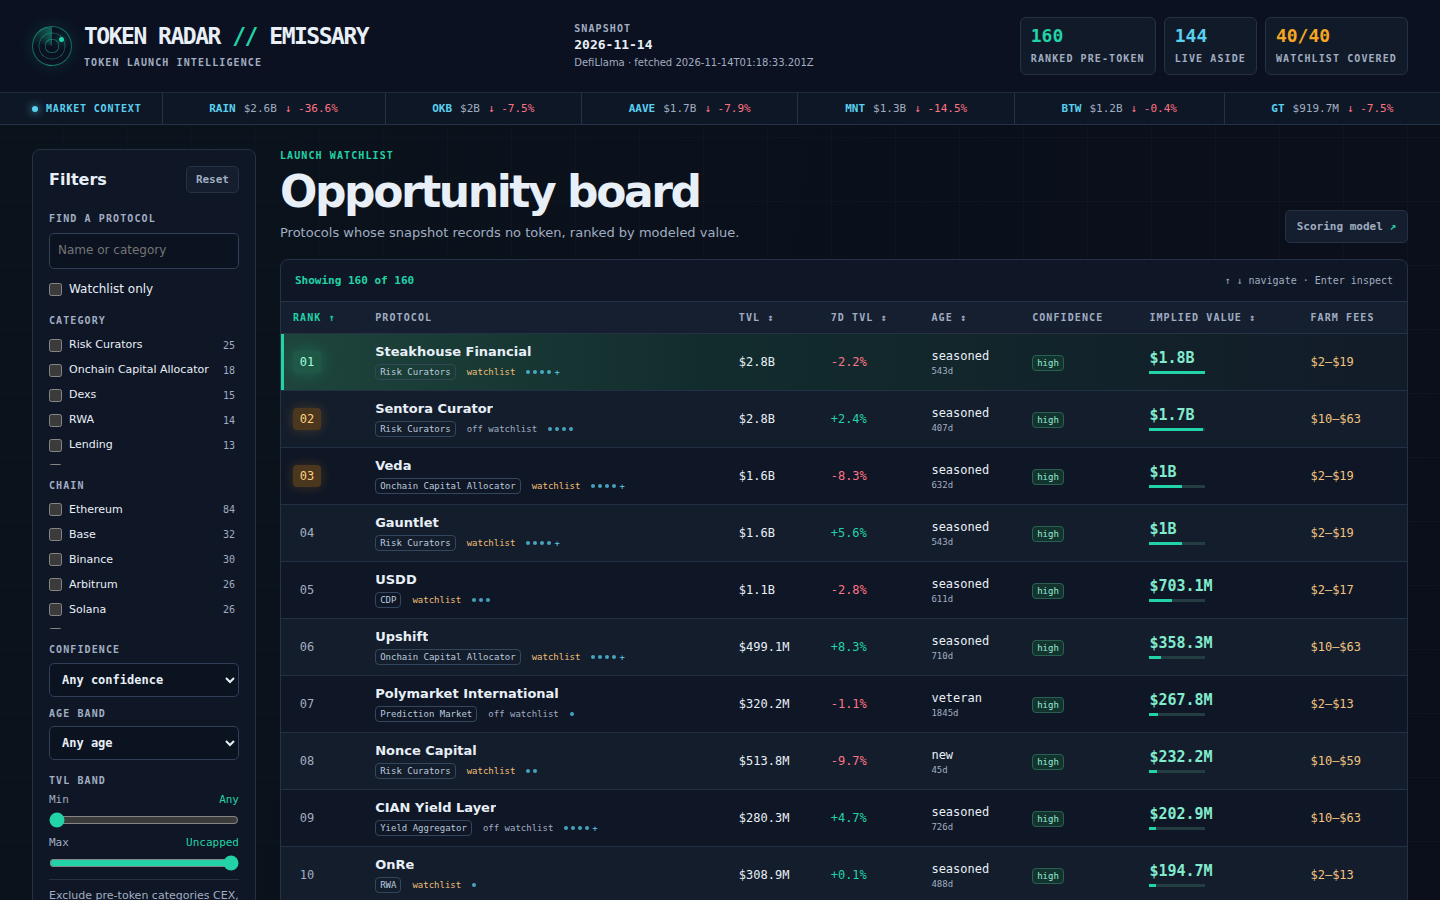 TOKEN RADAR // EMISSARY
TOKEN LAUNCH INTELLIGENCE
SNAPSHOT
2026-11-14
DefiLlama · fetched 2026-11-14T01:18:33.201Z
160
RANKED PRE-TOKEN
144
LIVE ASIDE
40/40
WATCHLIST COVERED
MARKET CONTEXT
RAIN $2.6B ↓ -36.6%
OKB $2B ↓ -7.5%
AAVE $1.7B ↓ -7.9%
MNT $1.3B ↓ -14.5%
BTW $1.2B ↓ -0.4%
GT $919.7M ↓ -7.5%
Filters
Reset
FIND A PROTOCOL
Name or category
Watchlist only
CATEGORY
Risk Curators 25
Onchain Capital Allocator 18
Dexs 15
RWA 14
Lending 13
CHAIN
Ethereum 84
Base 32
Binance 30
Arbitrum 26
Solana 26
CONFIDENCE
Any confidence
AGE BAND
Any age
TVL BAND
Min Any
Max Uncapped
Exclude pre-token categories CEX,
LAUNCH WATCHLIST
Opportunity board
Protocols whose snapshot records no token, ranked by modeled value.
Scoring model ↗
Showing 160 of 160
↑ ↓ navigate · Enter inspect
RANK ↑ PROTOCOL TVL ↕ 7D TVL ↕ AGE ↕ CONFIDENCE IMPLIED VALUE ↕ FARM FEES
01 Steakhouse Financial $2.8B -2.2% seasoned high $1.8B $2–$19
Risk Curators watchlist + 543d
02 Sentora Curator $2.8B +2.4% seasoned high $1.7B $10–$63
Risk Curators off watchlist 407d
03 Veda $1.6B -8.3% seasoned high $1B $2–$19
Onchain Capital Allocator watchlist + 632d
04 Gauntlet $1.6B +5.6% seasoned high $1B $2–$19
Risk Curators watchlist + 543d
05 USDD $1.1B -2.8% seasoned high $703.1M $2–$17
CDP watchlist 611d
06 Upshift $499.1M +8.3% seasoned high $358.3M $10–$63
Onchain Capital Allocator watchlist + 710d
07 Polymarket International $320.2M -1.1% veteran high $267.8M $2–$13
Prediction Market off watchlist 1845d
08 Nonce Capital $513.8M -9.7% new high $232.2M $10–$59
Risk Curators watchlist 45d
09 CIAN Yield Layer $280.3M +4.7% seasoned high $202.9M $10–$63
Yield Aggregator off watchlist + 726d
10 OnRe $308.9M +0.1% seasoned high $194.7M $2–$13
RWA watchlist 488d